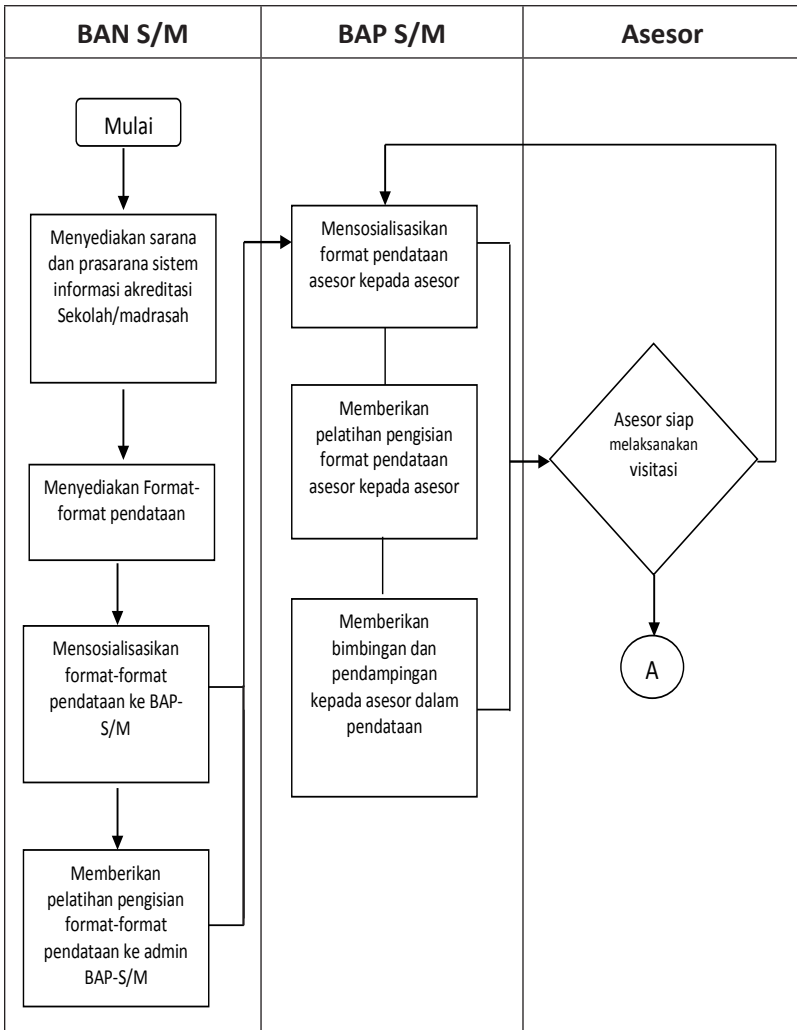 BAN S/M
BAP S/M
Asesor
Mulai
Menyediakan sarana
dan prasarana sistem
informasi akreditasi
Sekolah/madrasah
Menyediakan Format-
format pendataan
Mensosialisasikan
format-format
pendataan ke BAP-
S/M
Memberikan
pelatihan pengisian
format-format
pendataan ke admin
BAP-S/M
Mensosialisasikan
format pendataan
asesor kepada asesor
Memberikan
pelatihan pengisian
format pendataan
asesor kepada asesor
Memberikan
bimbingan dan
pendampingan
kepada asesor dalam
pendataan
Asesor siap
melaksanakan
visitasi
A